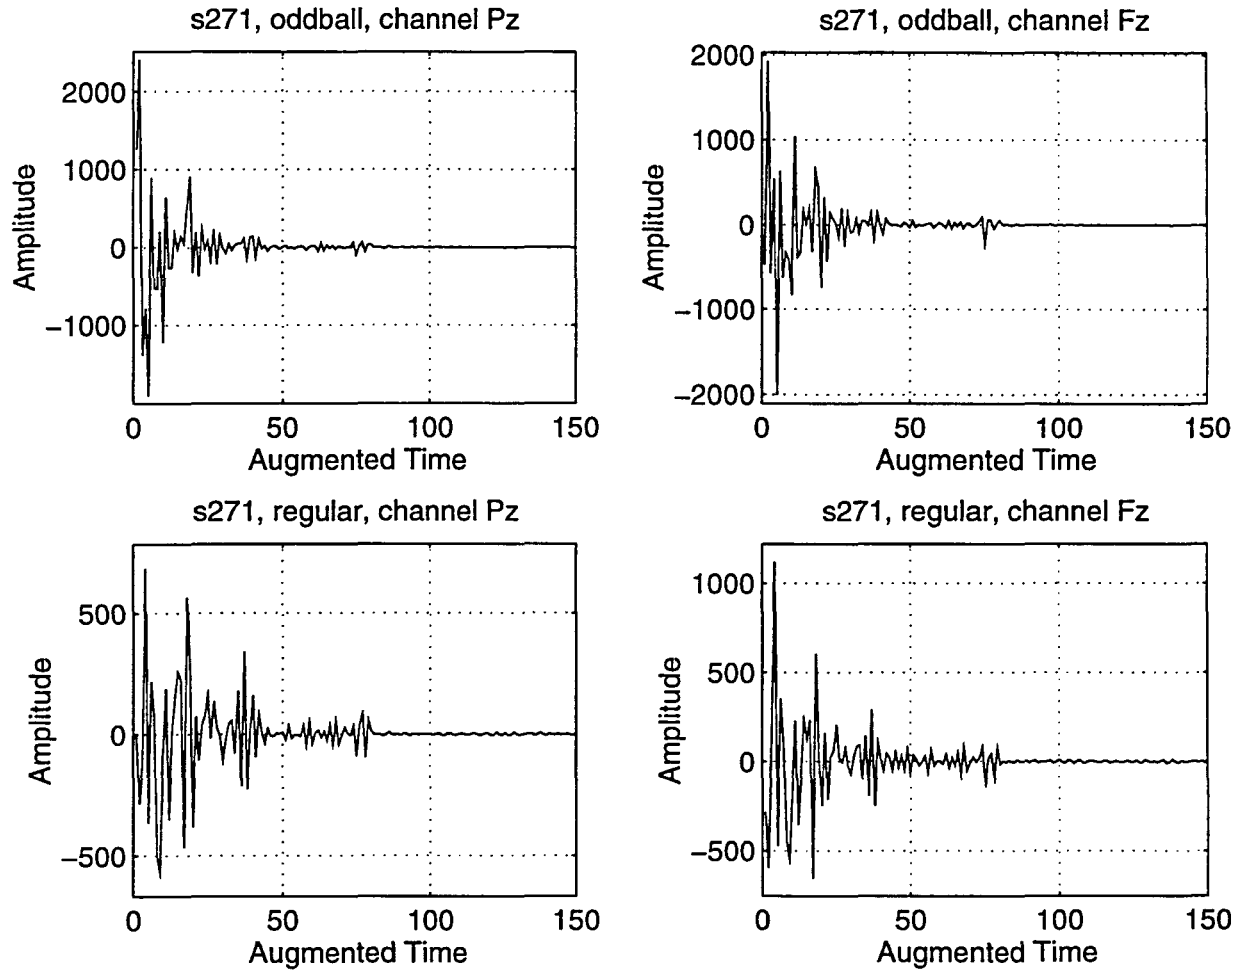 s271, oddball, channel Pz
2000
1000
0
−1000
Amplitude
0 50 100 150
Augmented Time
s271, oddball, channel Fz
2000
1000
0
−1000
−2000
Amplitude
0 50 100 150
Augmented Time
s271, regular, channel Pz
500
0
−500
Amplitude
0 50 100 150
Augmented Time
s271, regular, channel Fz
1000
500
0
−500
Amplitude
0 50 100 150
Augmented Time